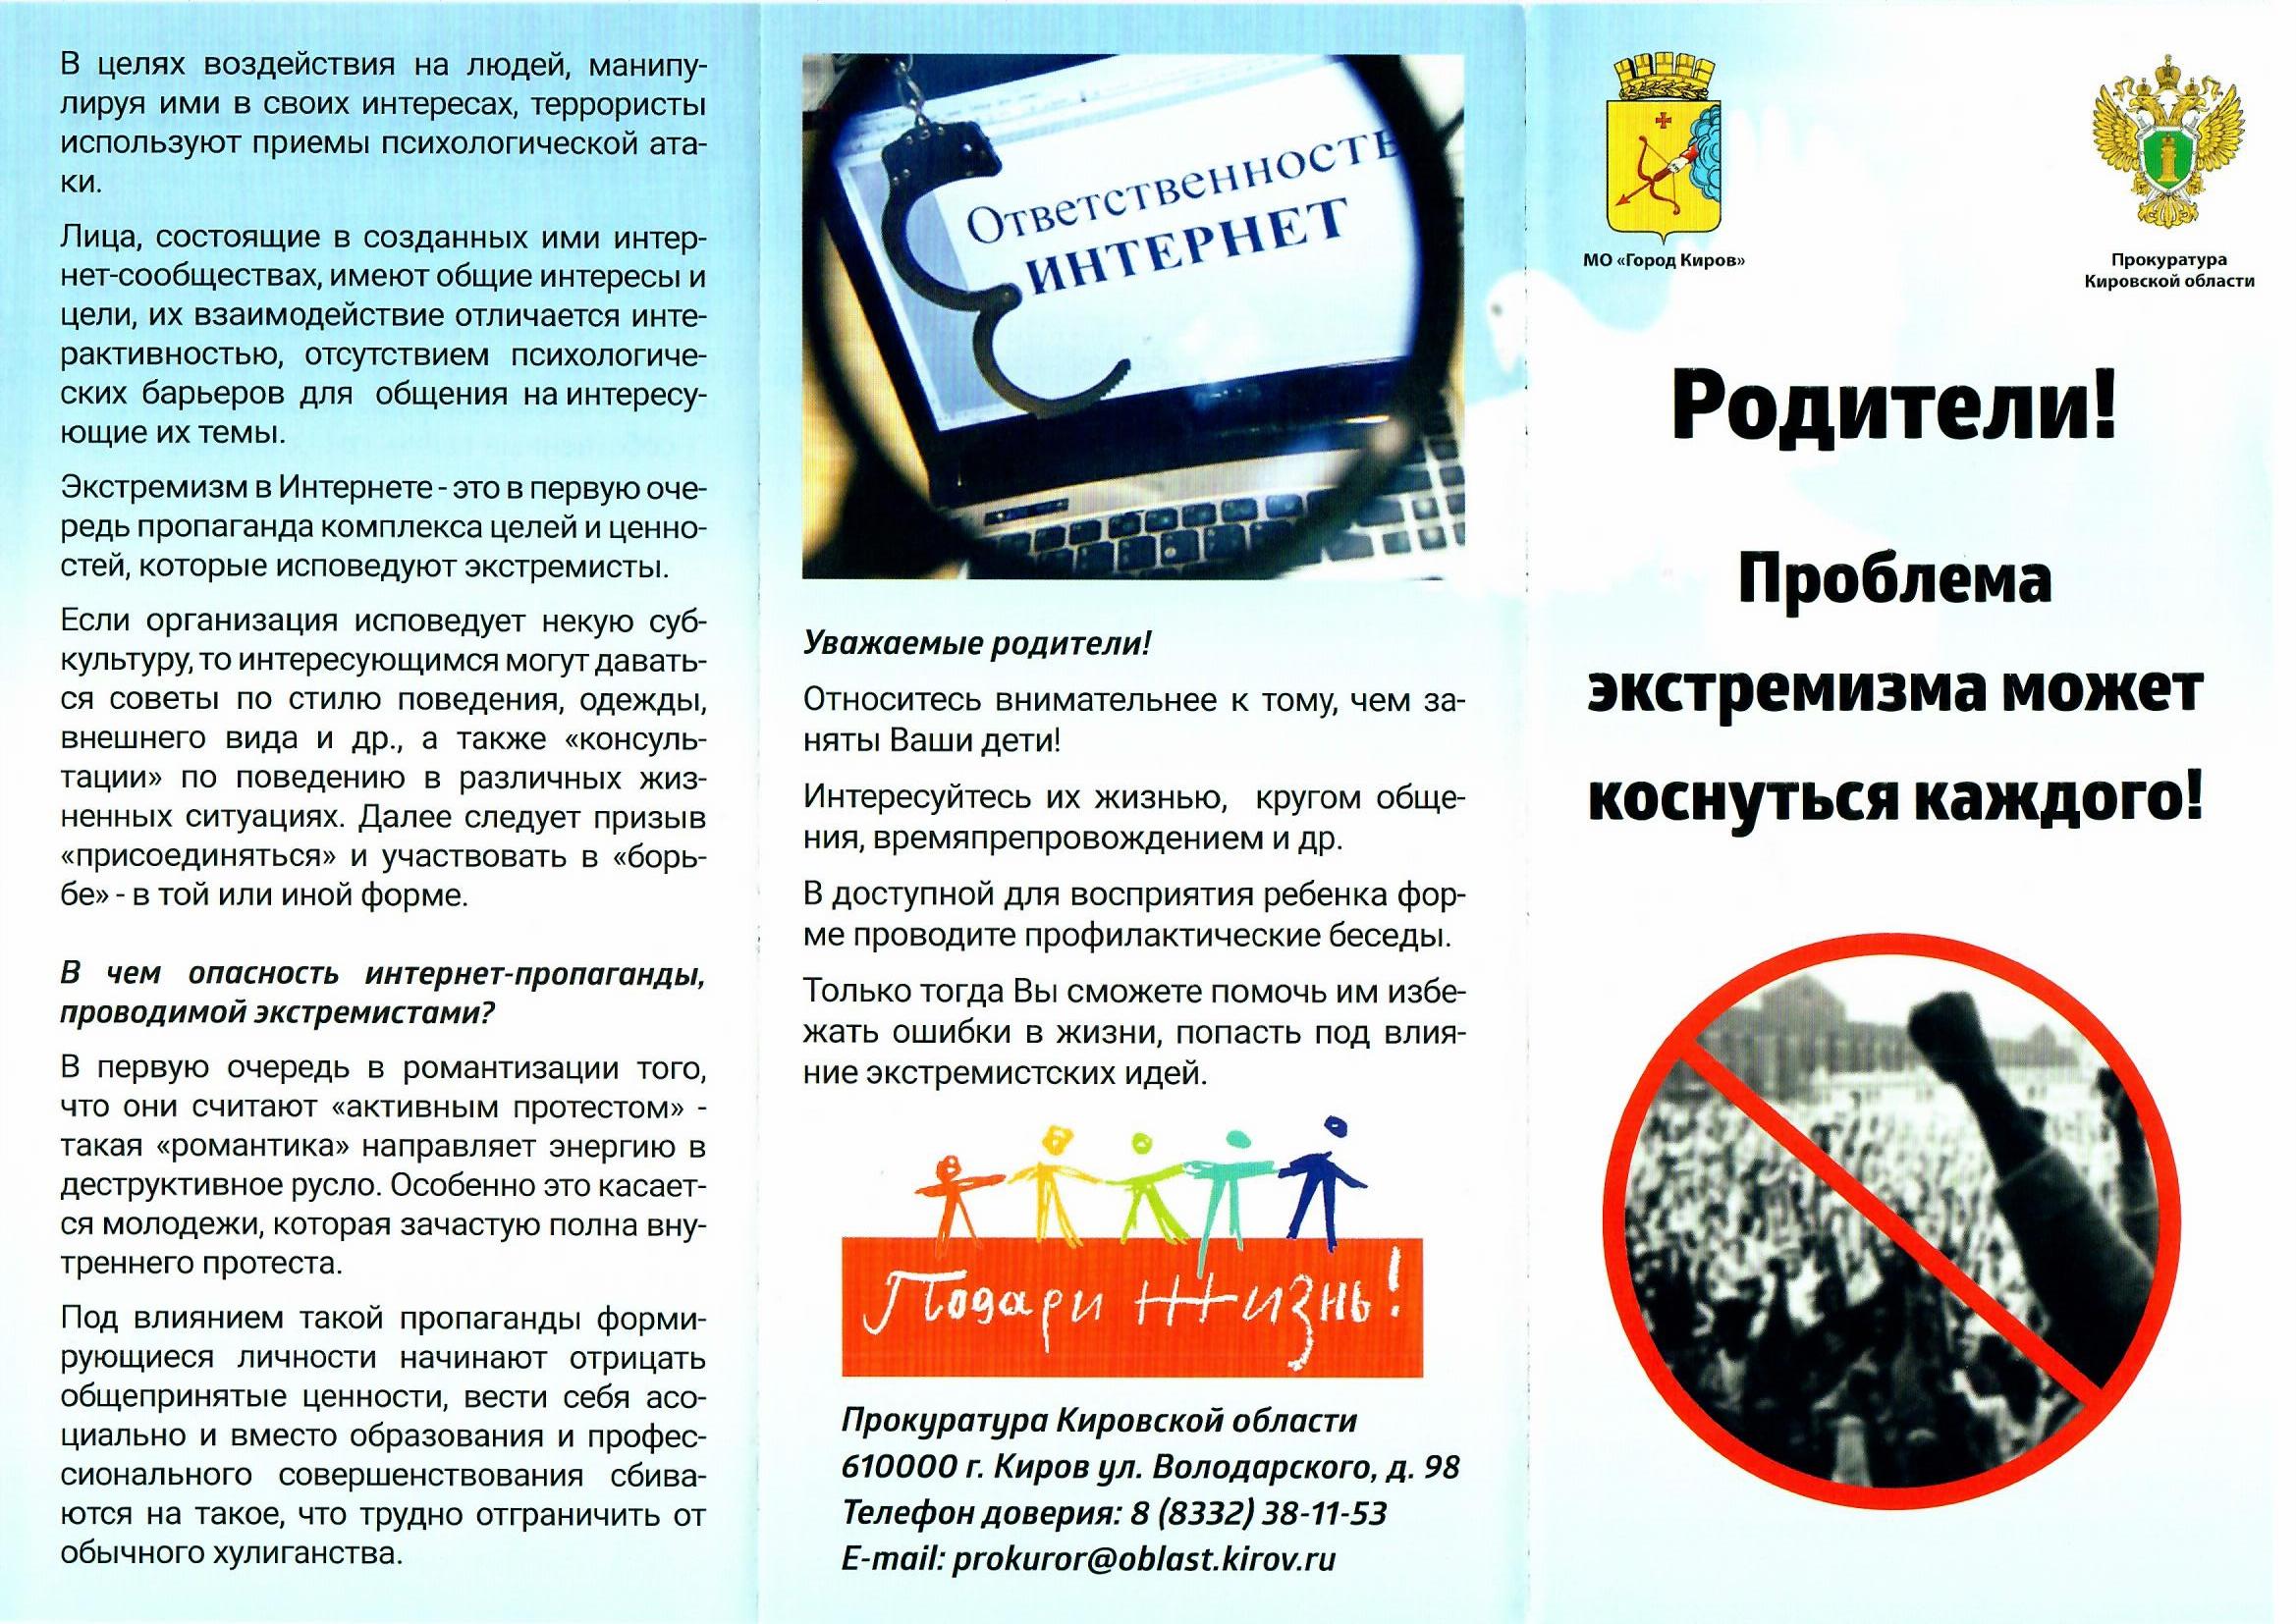 В целях воздействия на людей, манипу-
лируя ими в своих интересах, террористы
используют приемы психологической ата-
ки.
Лица, состоящие в созданных ими интер-
нет-сообществах, имеют общие интересы и
цели, их взаимодействие отличается инте-
рактивностью, отсутствием психологиче-
ских барьеров для общения на интересу-
ющие их темы.
Экстремизм в Интернете - это в первую оче-
редь пропаганда комплекса целей и ценно-
стей, которые исповедуют экстремисты.
Если организация исповедует некую суб-
культуру, то интересующимся могут давать-
ся советы по стилю поведения, одежды,
внешнего вида и др., а также «консуль-
тации» по поведению в различных жиз-
ненных ситуациях. Далее следует призыв
«присоединяться» и участвовать в «борь-
бе» - в той или иной форме.
В чем опасность интернет-пропаганды,
проводимой экстремистами?
В первую очередь в романтизации того,
что они считают «активным протестом» -
такая «романтика» направляет энергию в
деструктивное русло. Особенно это касает-
ся молодежи, которая зачастую полна вну-
треннего протеста.
Под влиянием такой пропаганды форми-
рующиеся личности начинают отрицать
общепринятые ценности, вести себя асо-
циально и вместо образования и профес-
сионального совершенствования сбива-
ются на такое, что трудно отграничить от
обычного хулиганства.
Ответственность
ИНТЕРНЕТ
Уважаемые родители!
Относитесь внимательнее к тому, чем за-
няты Ваши дети!
Интересуйтесь их жизнью, кругом обще-
ния, времяпрепровождением и др.
В доступной для восприятия ребенка фор-
ме проводите профилактические беседы.
Только тогда Вы сможете помочь им избе-
жать ошибки в жизни, попасть под влия-
ние экстремистских идей.
Подари Жизнь!
Прокуратура Кировской области
610000 г. Киров ул. Володарского, д. 98
Телефон доверия: 8 (8332) 38-11-53
E-mail: prokuror@oblast.kirov.ru
МО «Город Киров»
Прокуратура
Кировской области
Родители!
Проблема
экстремизма может
коснуться каждого!